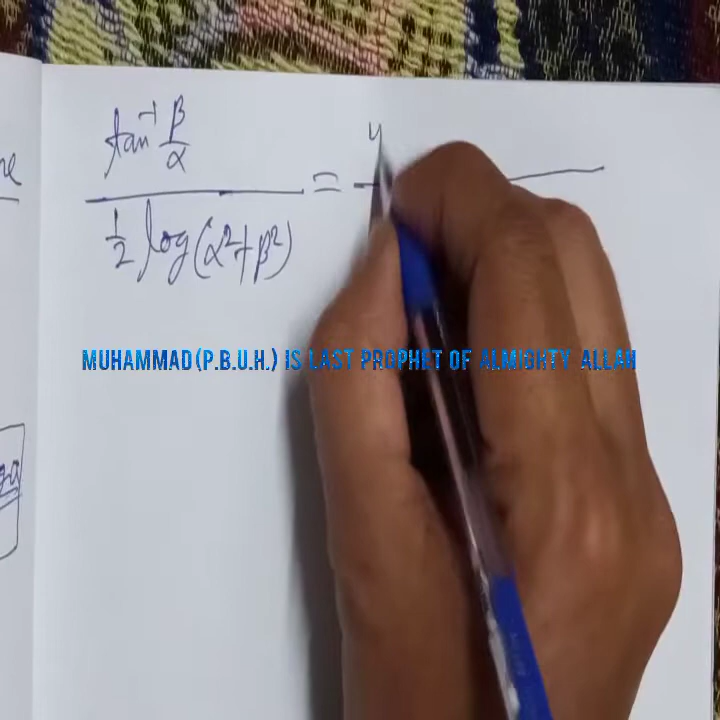 tan⁻¹ β/α
———————— = y
½ log(α²+β²)
MUHAMMAD(P.B.U.H.) IS LAST PROPHET OF ALMIGHTY ALLAH